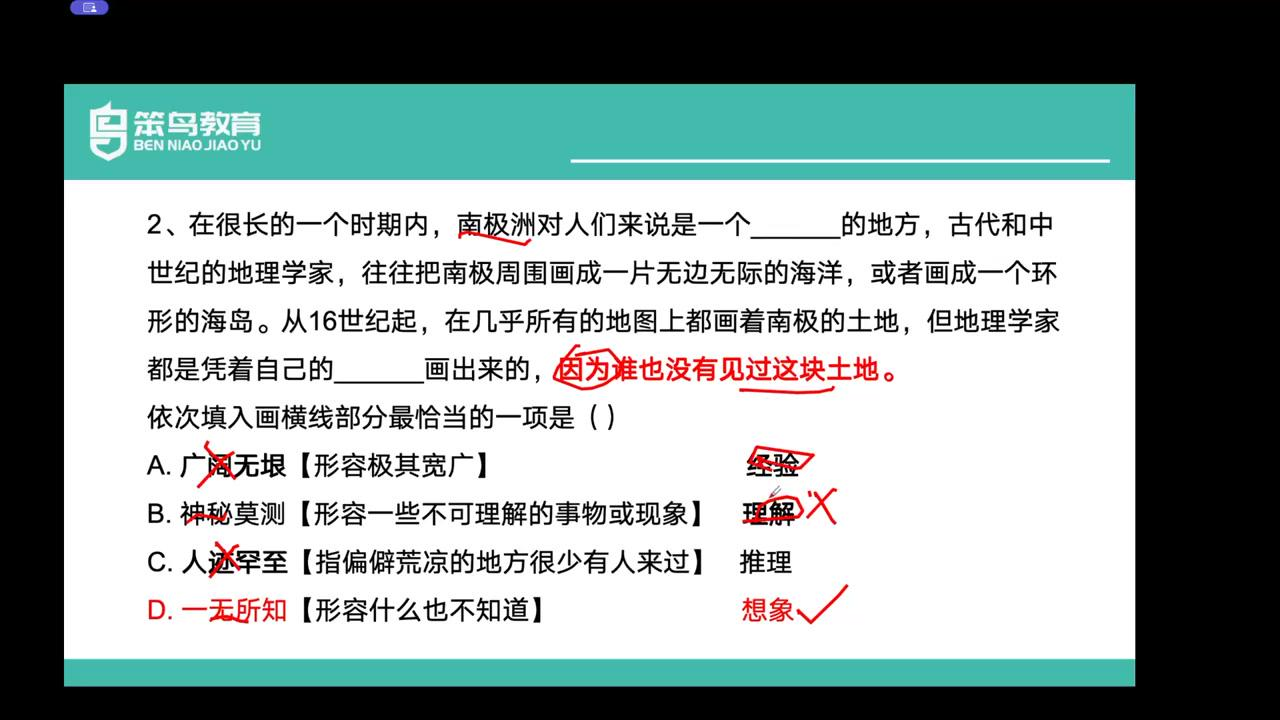 笨鸟教育
BEN NIAO JIAO YU
2、在很长的一个时期内，南极洲对人们来说是一个______的地方，古代和中
世纪的地理学家，往往把南极周围画成一片无边无际的海洋，或者画成一个环
形的海岛。从16世纪起，在几乎所有的地图上都画着南极的土地，但地理学家
都是凭着自己的______画出来的，因为谁也没有见过这块土地。
依次填入画横线部分最恰当的一项是（）
A. 广阔无垠【形容极其宽广】 经验
B. 神秘莫测【形容一些不可理解的事物或现象】 理解
C. 人迹罕至【指偏僻荒凉的地方很少有人来过】 推理
D. 一无所知【形容什么也不知道】 想象